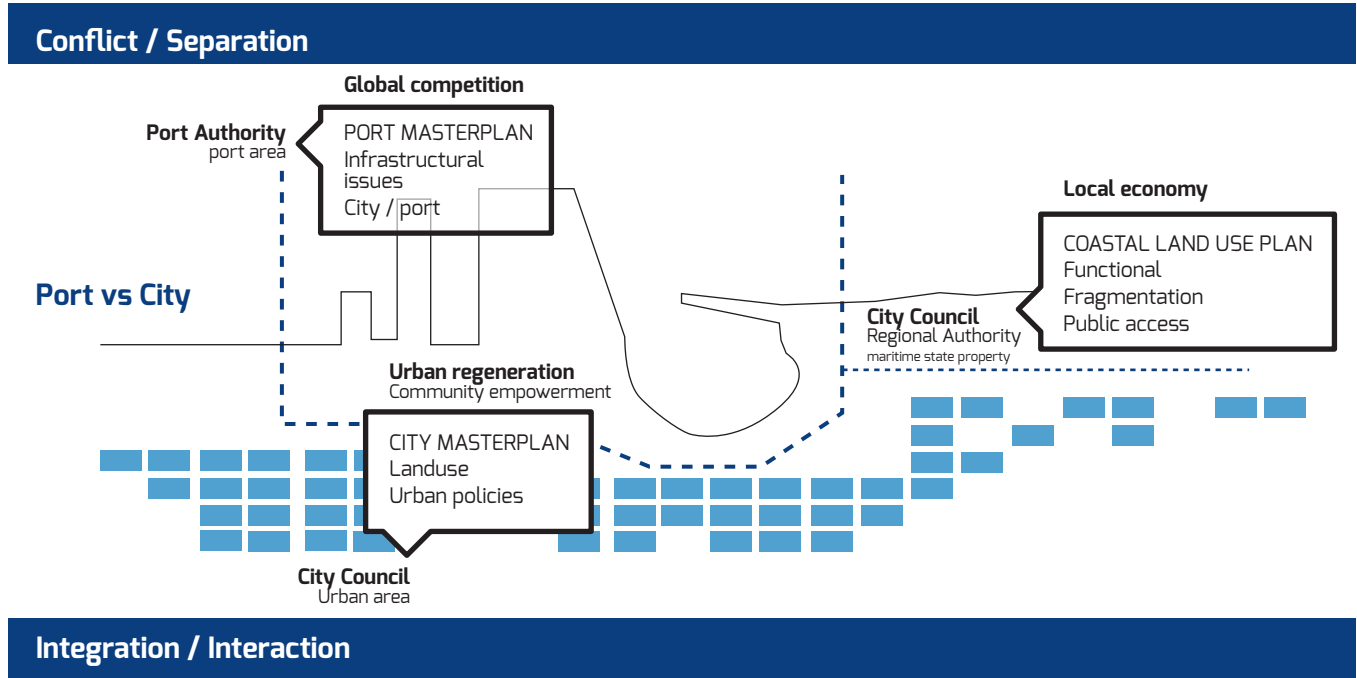 Conflict / Separation
Global competition
Port Authority
port area
PORT MASTERPLAN
Infrastructural
issues
City / port
Local economy
COASTAL LAND USE PLAN
Functional
Fragmentation
Public access
Port vs City
City Council
Regional Authority
maritime state property
Urban regeneration
Community empowerment
CITY MASTERPLAN
Landuse
Urban policies
City Council
Urban area
Integration / Interaction